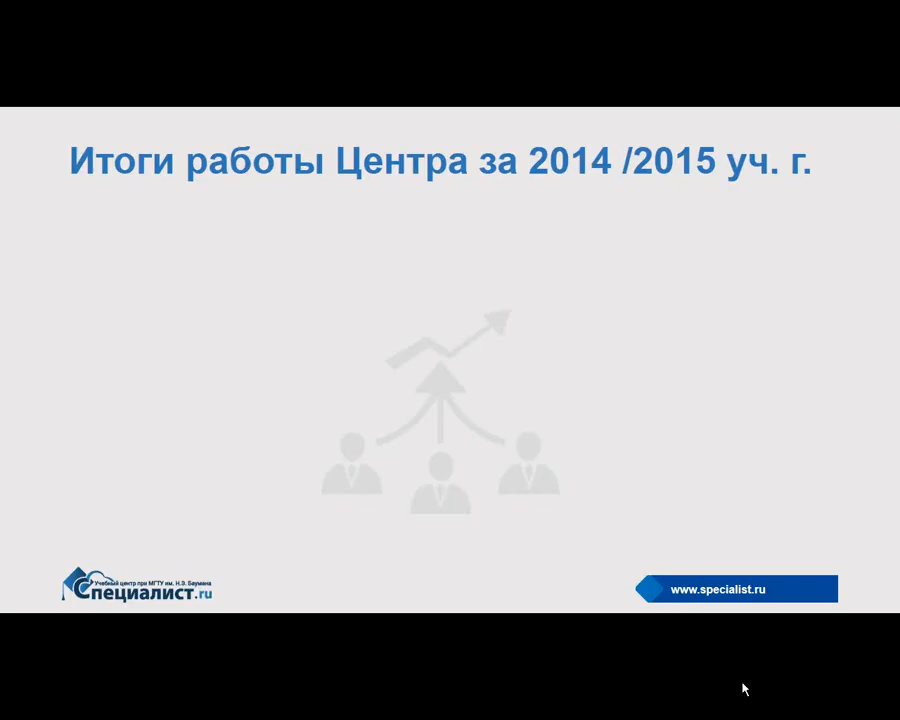 Итоги работы Центра за 2014 /2015 уч. г.
Учебный центр при МГТУ им. Н.Э. Баумана
Специалист.ru
www.specialist.ru